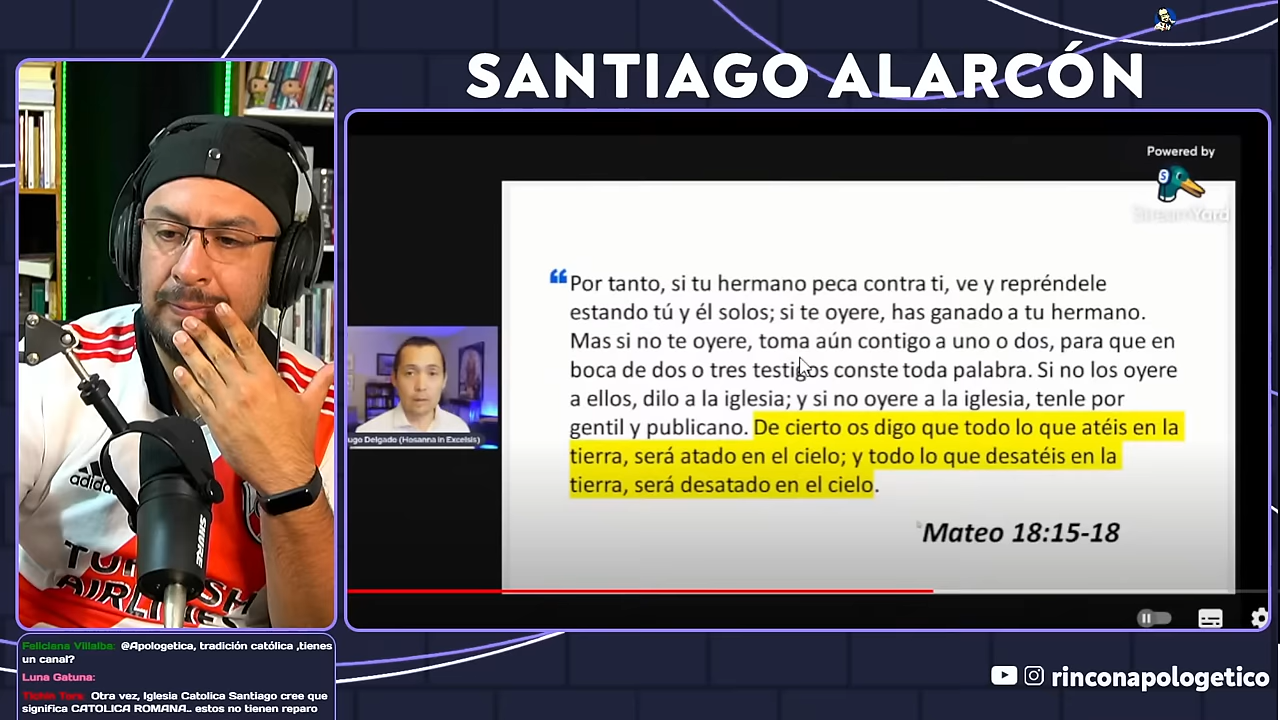 SANTIAGO ALARCÓN
Powered by
StreamYard
“Por tanto, si tu hermano peca contra ti, ve y repréndele
estando tú y él solos; si te oyere, has ganado a tu hermano.
Mas si no te oyere, toma aún contigo a uno o dos, para que en
boca de dos o tres testigos conste toda palabra. Si no los oyere
a ellos, dilo a la iglesia; y si no oyere a la iglesia, tenle por
gentil y publicano. De cierto os digo que todo lo que atéis en la
tierra, será atado en el cielo; y todo lo que desatéis en la
tierra, será desatado en el cielo.
Mateo 18:15-18
ugo Delgado (Hosanna in Excelsis)
adidas
SHURE
TU
AIRLINES
Feliciana Villalba: @Apologetica, tradición católica ,tienes
un canal?
Luna Gatuna:
Otra vez, Iglesia Catolica Santiago cree que
significa CATOLICA ROMANA.. estos no tienen reparo
rinconapologetico